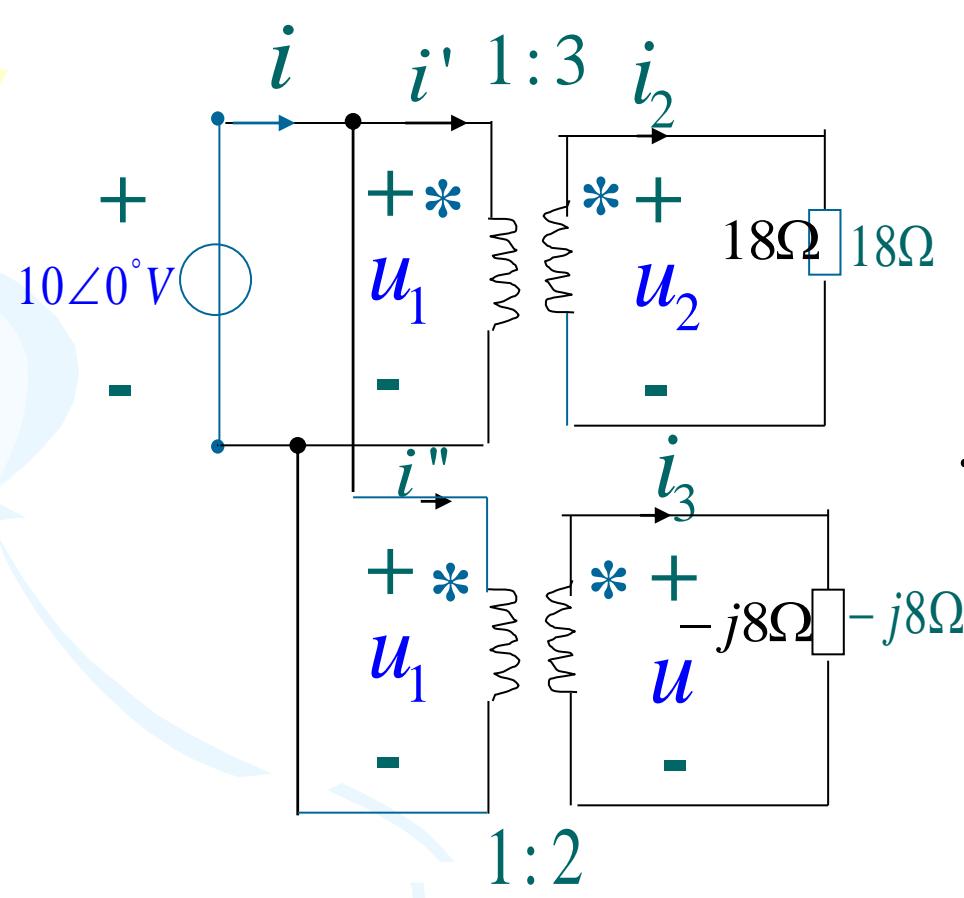 i i' 1:3 i₂
+ + * * +
10∠0°V u₁ u₂ 18Ω 18Ω
- - -
i" i₃
+ * * +
u₁ u −j8Ω −j8Ω
- -
1:2